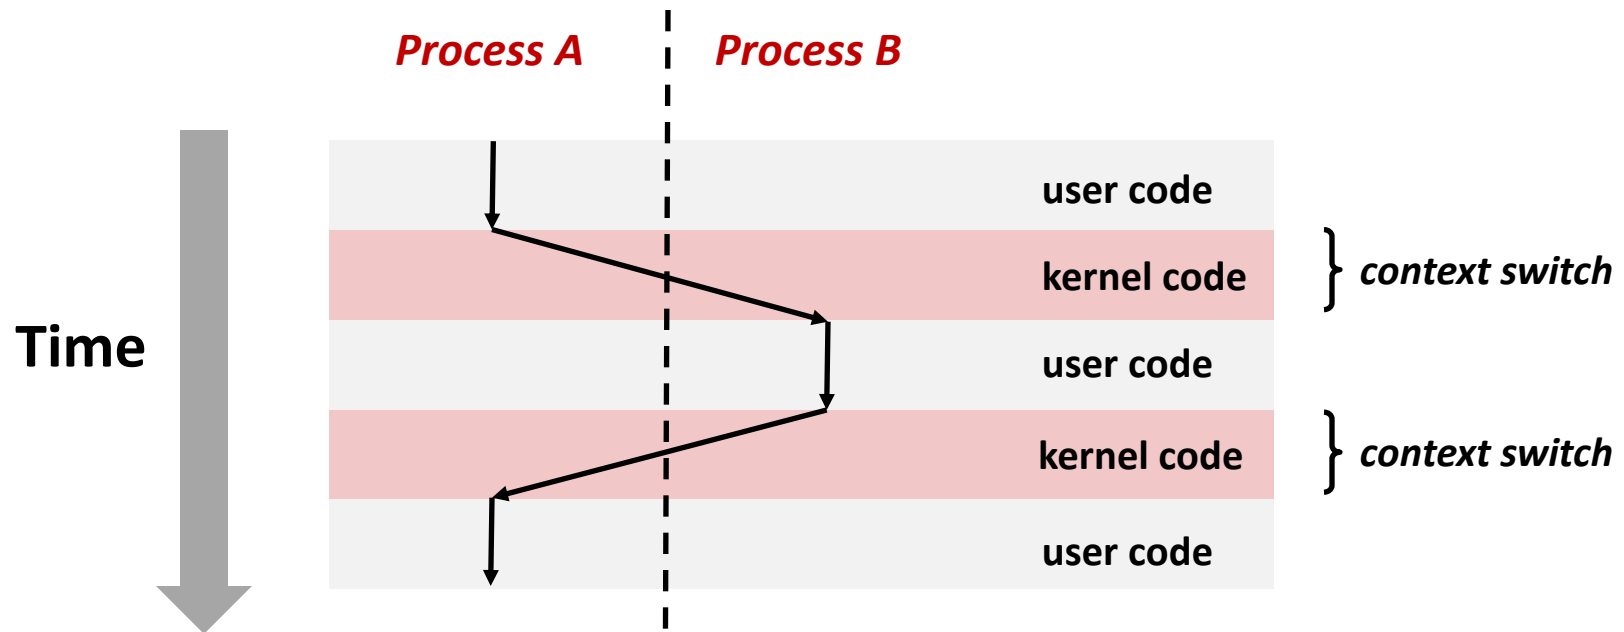 Process A
Process B
user code
kernel code
context switch
Time
user code
kernel code
context switch
user code